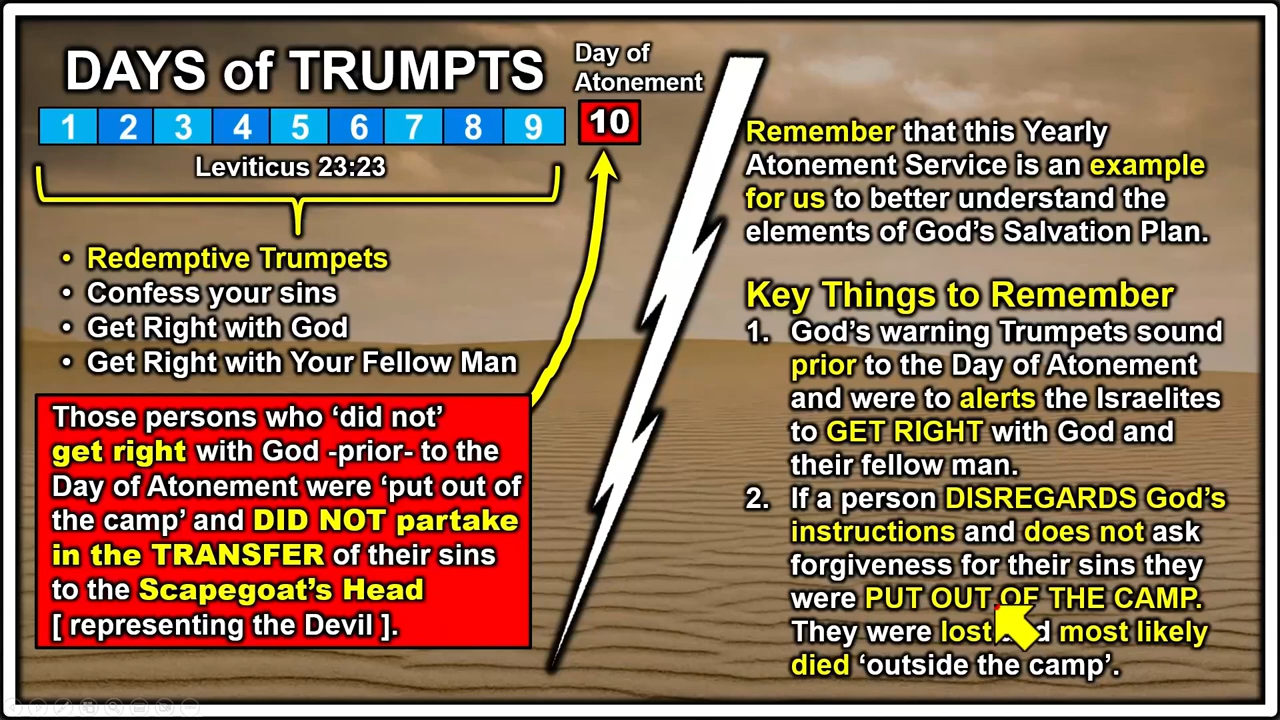 DAYS of TRUMPTS
Day of
Atonement
1 2 3 4 5 6 7 8 9 10
Leviticus 23:23
• Redemptive Trumpets
• Confess your sins
• Get Right with God
• Get Right with Your Fellow Man
Those persons who ‘did not’
get right with God -prior- to the
Day of Atonement were ‘put out of
the camp’ and DID NOT partake
in the TRANSFER of their sins
to the Scapegoat’s Head
[ representing the Devil ].
Remember that this Yearly
Atonement Service is an example
for us to better understand the
elements of God’s Salvation Plan.
Key Things to Remember
1. God’s warning Trumpets sound
prior to the Day of Atonement
and were to alerts the Israelites
to GET RIGHT with God and
their fellow man.
2. If a person DISREGARDS God’s
instructions and does not ask
forgiveness for their sins they
were PUT OUT OF THE CAMP.
They were lost most likely
died ‘outside the camp’.